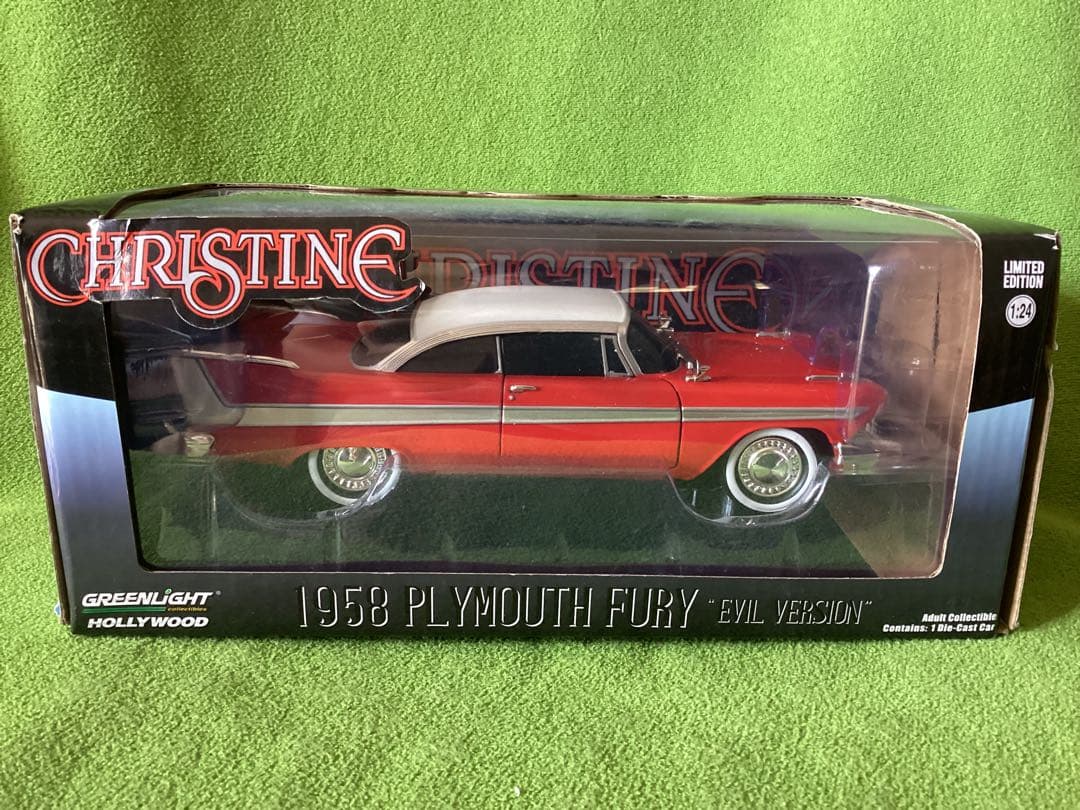 CHRISTINE
CHRISTINE
LIMITED
EDITION
1:24
GREENLIGHT
collectibles
HOLLYWOOD
1958 PLYMOUTH FURY "EVIL VERSION"
Adult Collectible
Contains: 1 Die-Cast Car